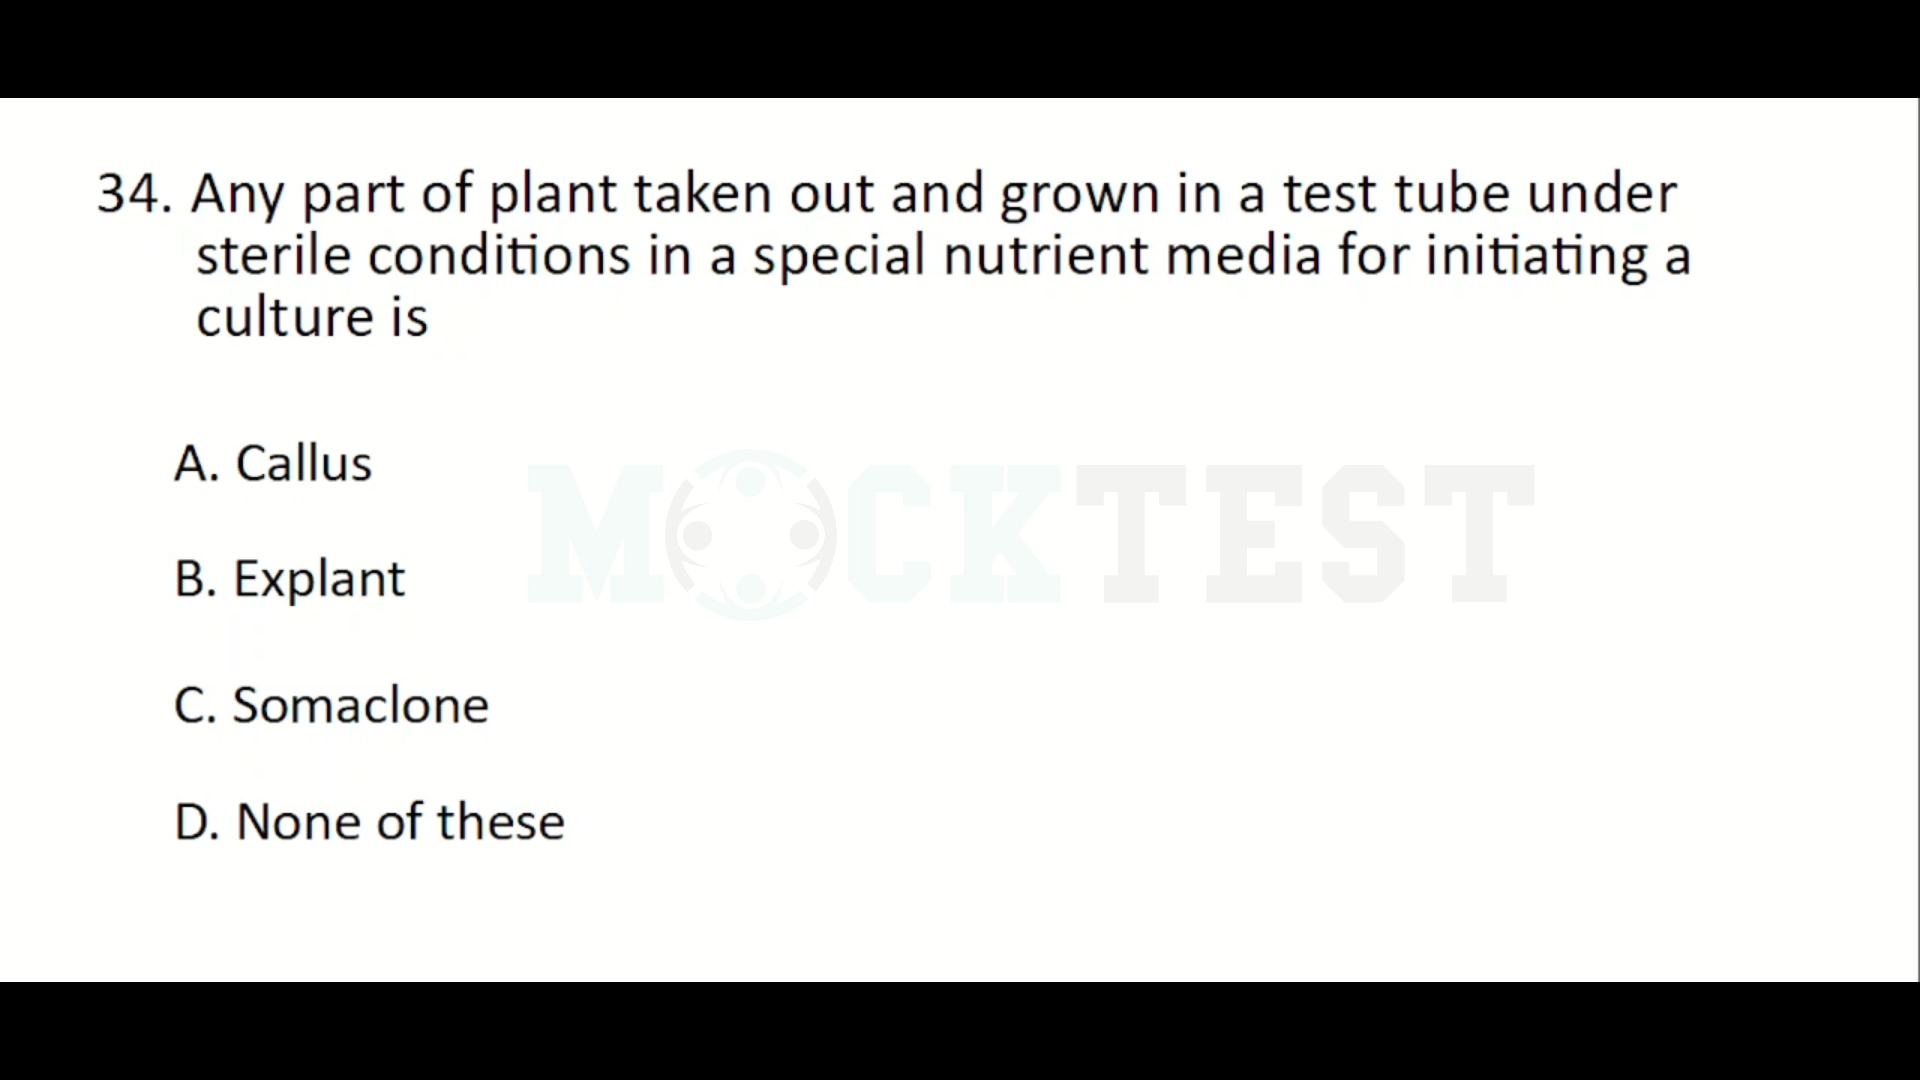 34. Any part of plant taken out and grown in a test tube under
sterile conditions in a special nutrient media for initiating a
culture is
A. Callus
MOCKTEST
B. Explant
C. Somaclone
D. None of these